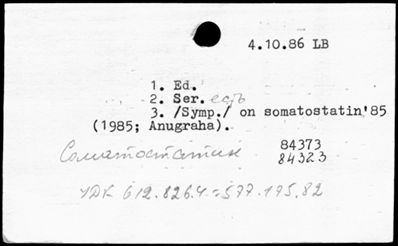 4.10.86 LB
1. Ed.
2. Ser. есть
3. /Symp./ on somatostatin'85
(1985; Anugraha).
Соматостатин 84373
84323
УДК 612.826.4:577.175.82